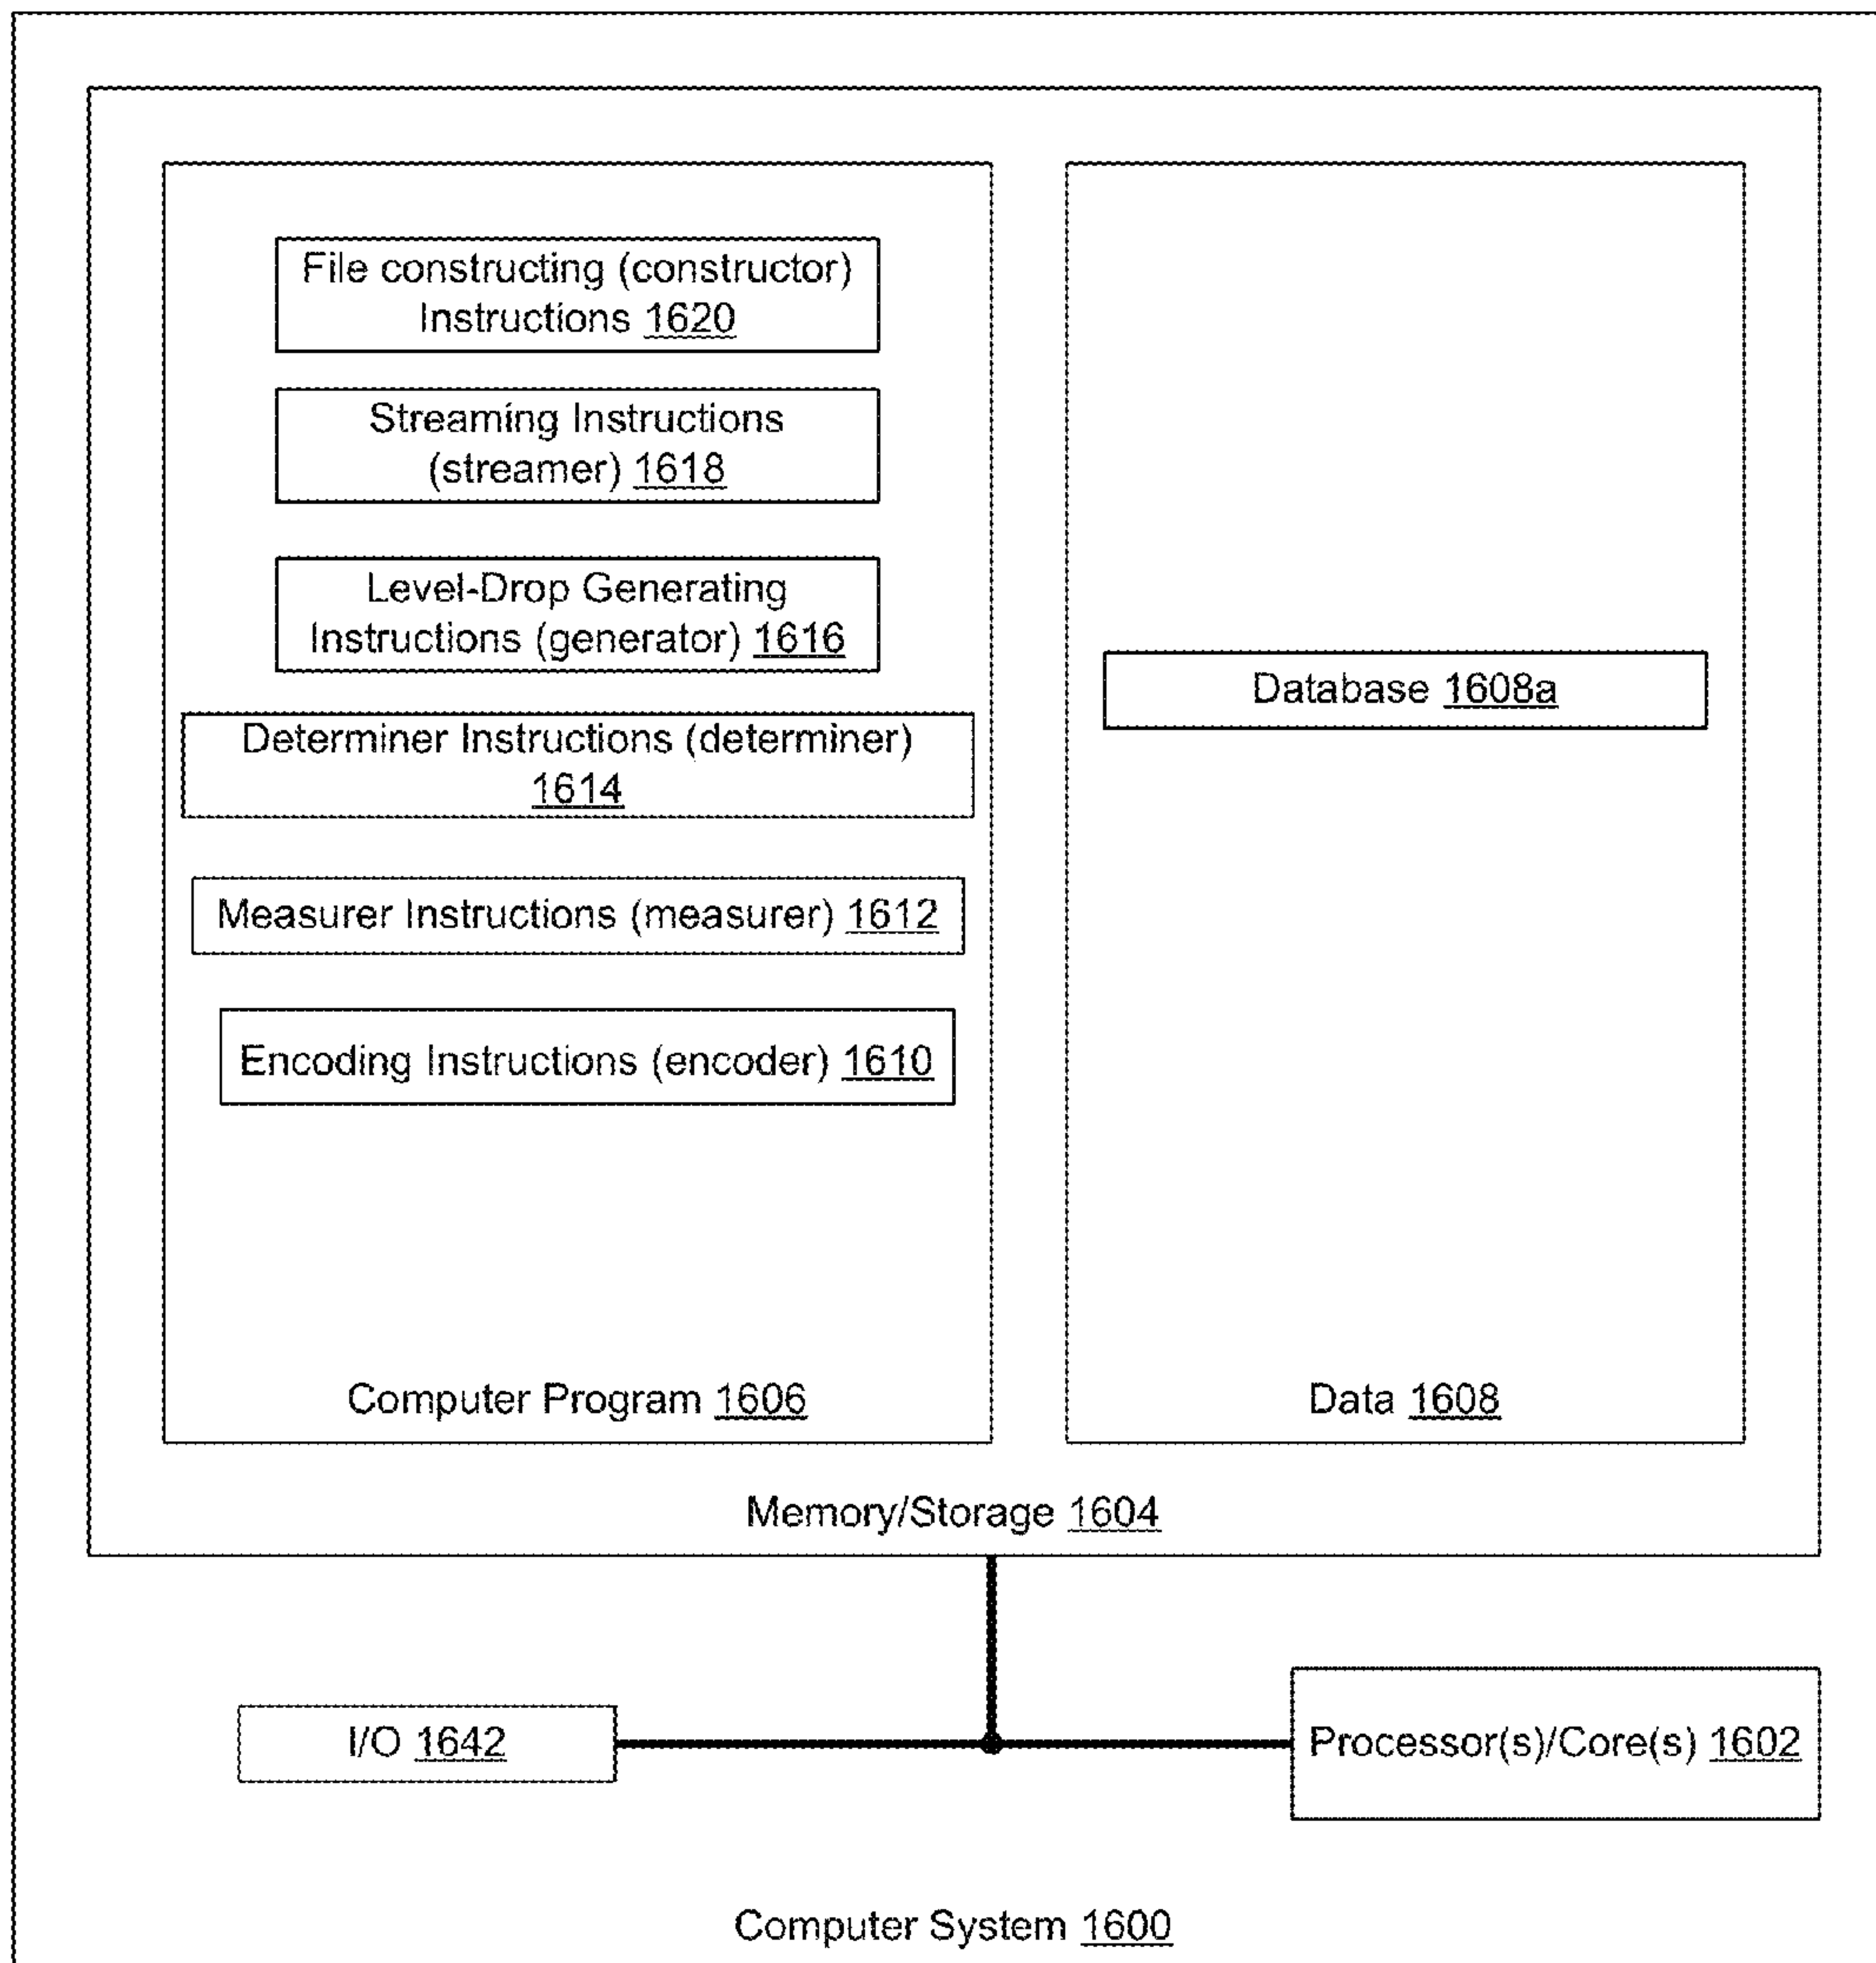 File constructing (constructor)
Instructions 1620
Streaming Instructions
(streamer) 1618
Level-Drop Generating
Instructions (generator) 1616
Determiner Instructions (determiner)
1614
Measurer Instructions (measurer) 1612
Encoding Instructions (encoder) 1610
Computer Program 1606
Database 1608a
Data 1608
Memory/Storage 1604
I/O 1642
Processor(s)/Core(s) 1602
Computer System 1600